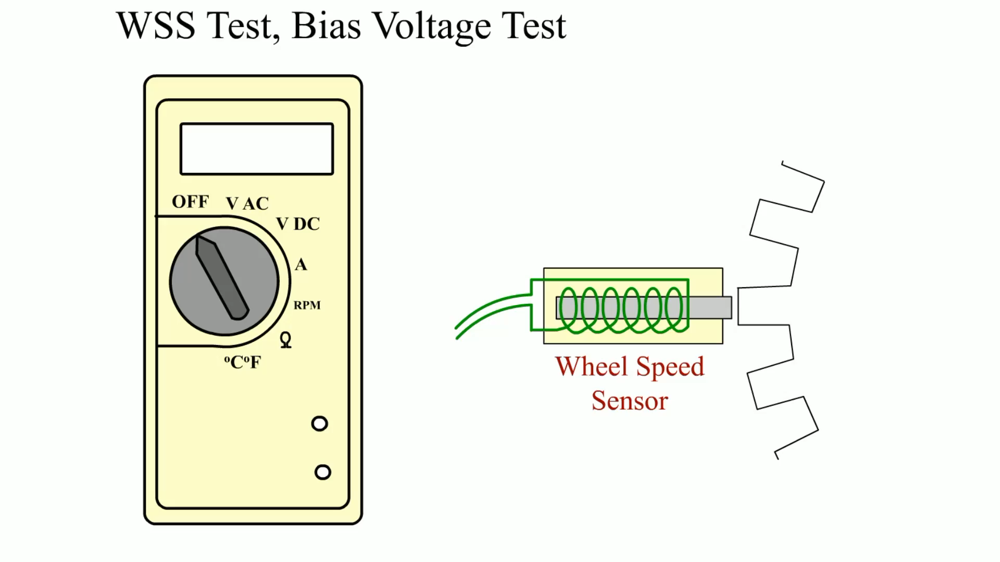 WSS Test, Bias Voltage Test
OFF
V AC
V DC
A
RPM
Ω
ºCºF
Wheel Speed
Sensor